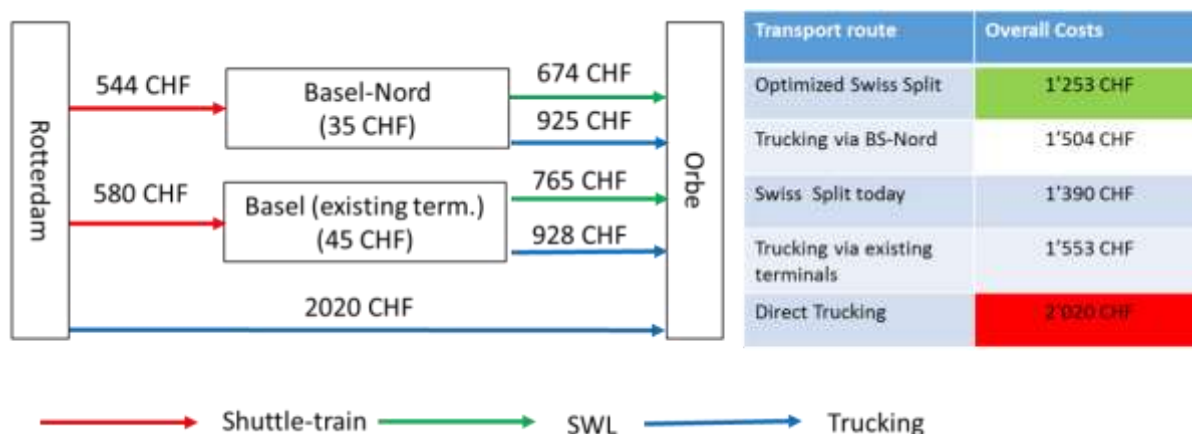 Rotterdam
544 CHF
Basel-Nord
(35 CHF)
674 CHF
925 CHF
580 CHF
Basel (existing term.)
(45 CHF)
765 CHF
928 CHF
2020 CHF
Orbe
Transport route Overall Costs
Optimized Swiss Split 1'253 CHF
Trucking via BS-Nord 1'504 CHF
Swiss Split today 1'390 CHF
Trucking via existing
terminals 1'553 CHF
Direct Trucking 2'020 CHF
Shuttle-train SWL Trucking